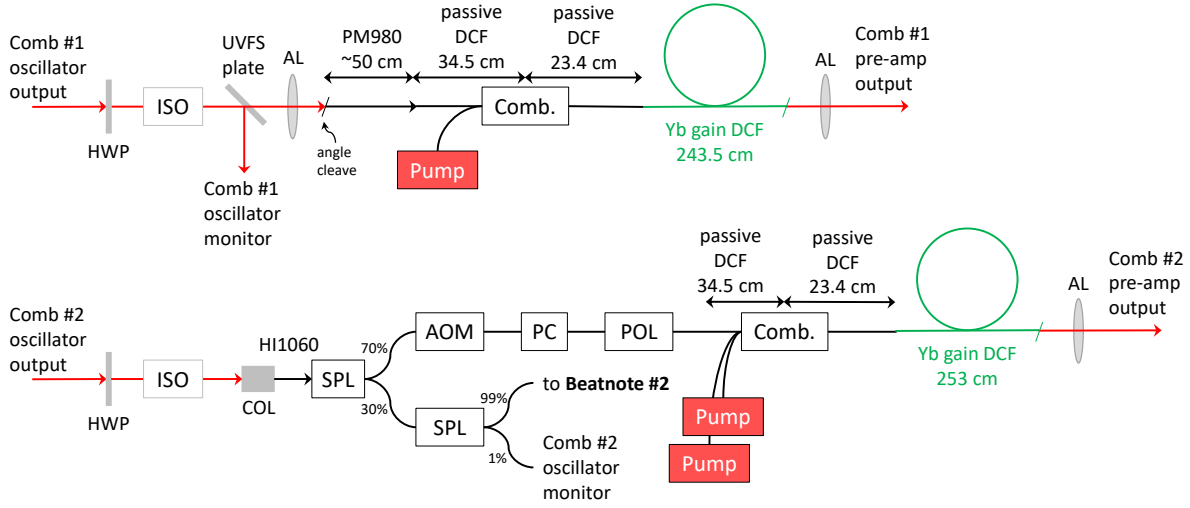 Comb #1
oscillator
output
HWP
ISO
UVFS
plate
Comb #1
oscillator
monitor
AL
angle
cleave
PM980
~50 cm
passive
DCF
34.5 cm
passive
DCF
23.4 cm
Pump
Comb.
Yb gain DCF
243.5 cm
AL
Comb #1
pre-amp
output
Comb #2
oscillator
output
HWP
ISO
COL
HI1060
SPL
70%
30%
AOM
PC
POL
SPL
99%
1%
to Beatnote #2
Comb #2
oscillator
monitor
passive
DCF
34.5 cm
passive
DCF
23.4 cm
Comb.
Pump
Pump
Yb gain DCF
253 cm
AL
Comb #2
pre-amp
output